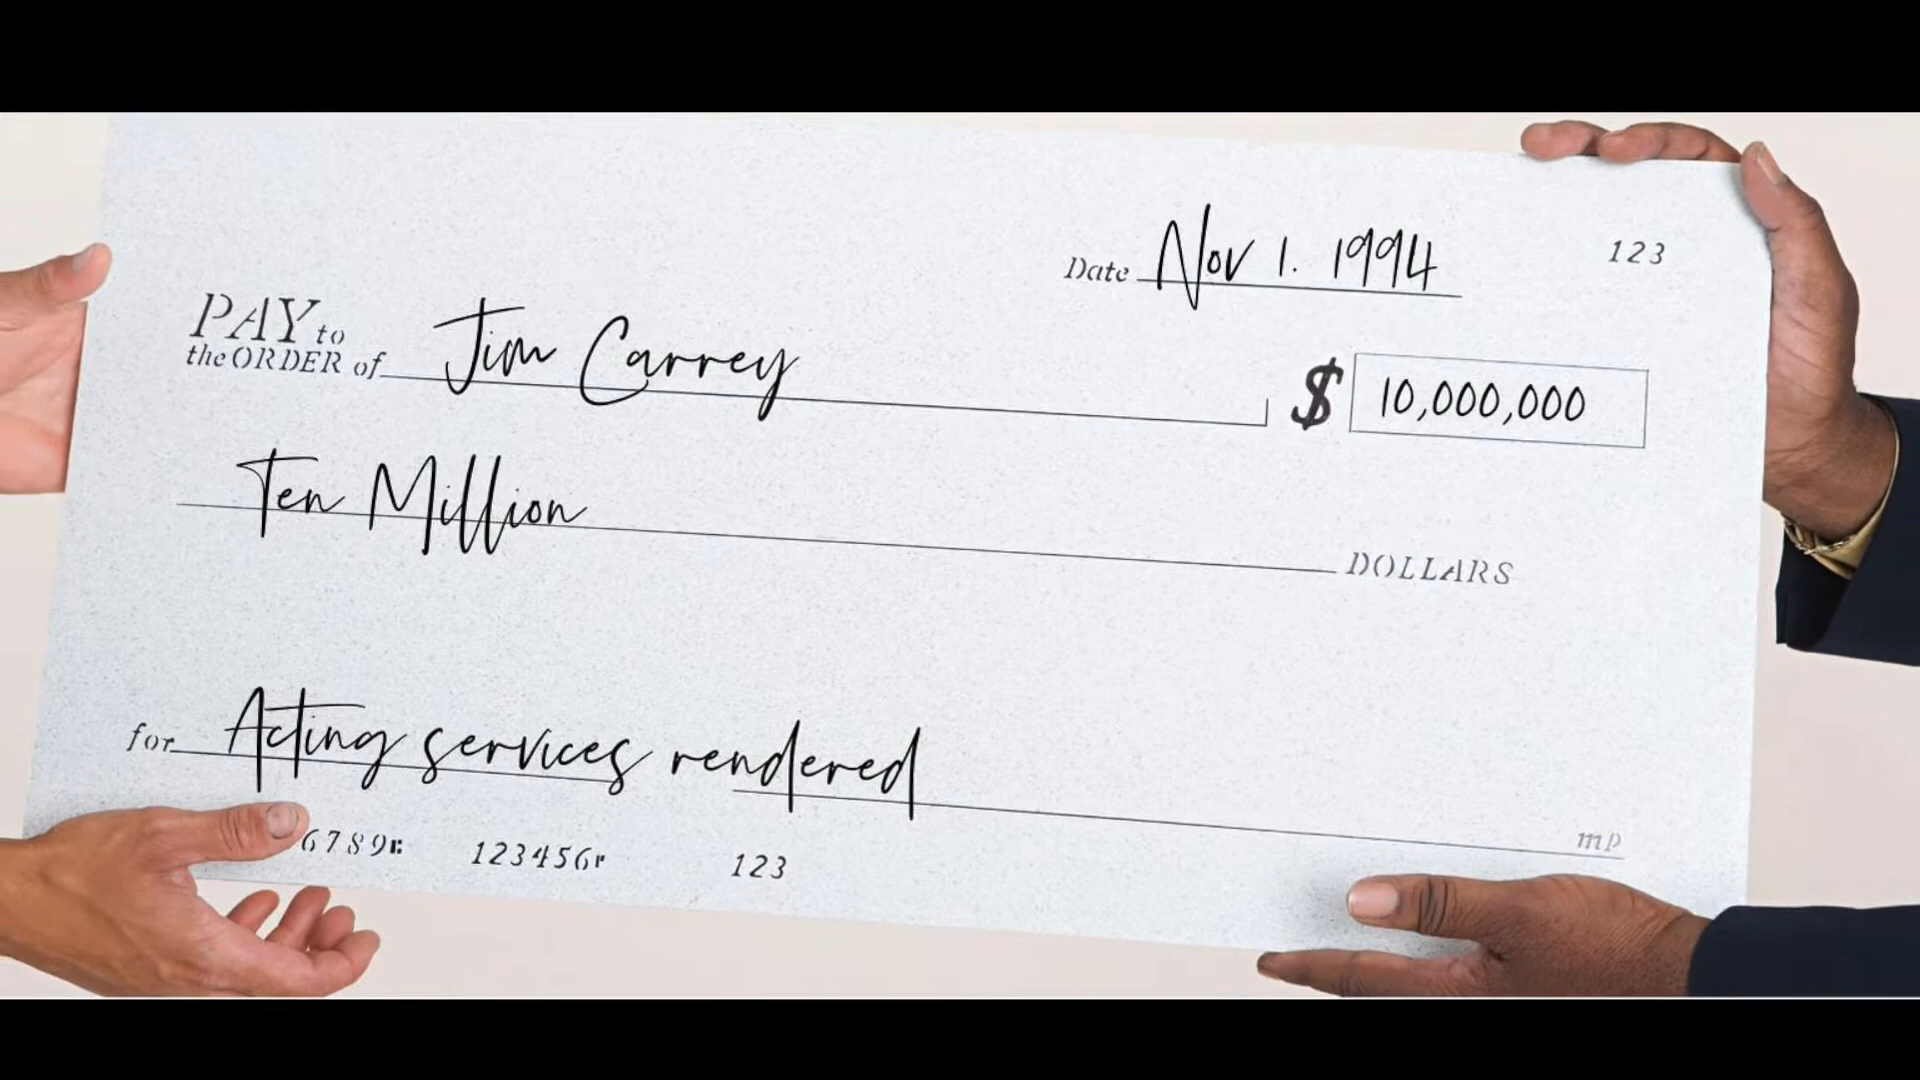 Date Nov 1. 1994 123
PAY to
the ORDER of Jim Carrey $ 10,000,000
Ten Million DOLLARS
for Acting services rendered mp
6789 123456 123